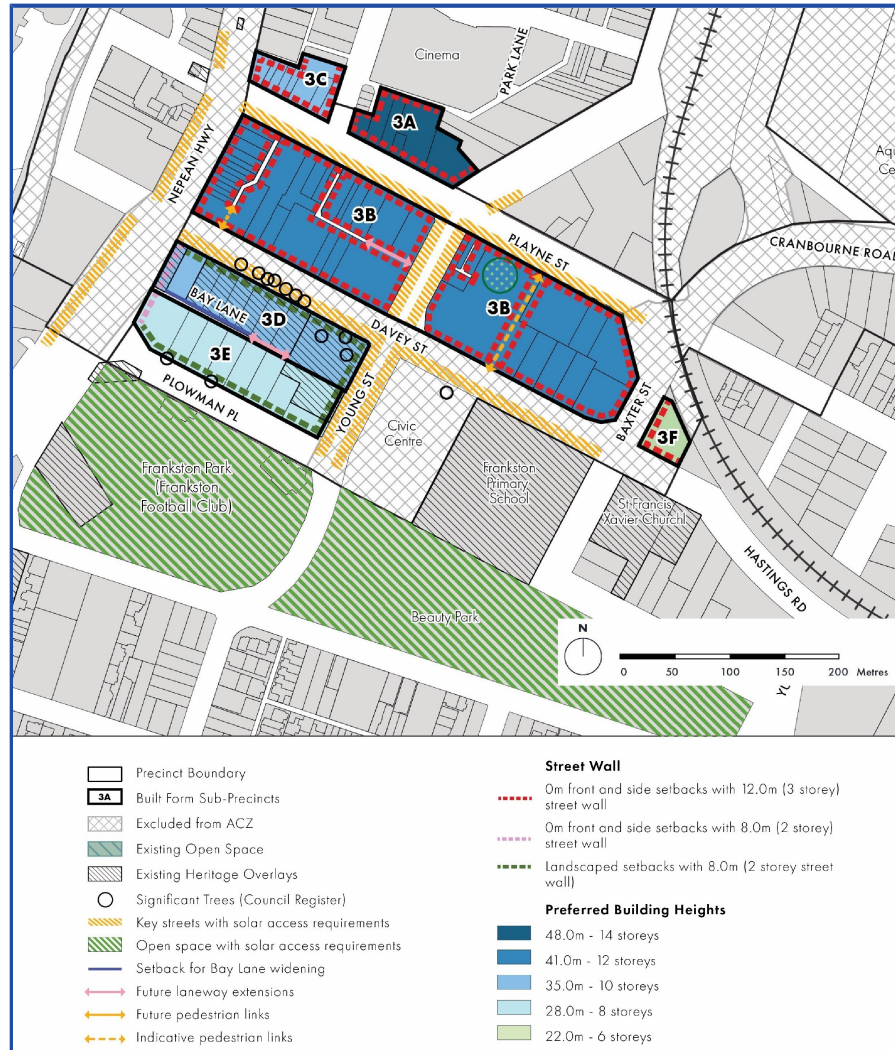 Cinema
PARK LANE
3C
3A
NEPEAN HWY
3B
PLAYNE ST
CRANBOURNE ROAD
3B
BAY LANE
3D
DAVEY ST
3E
PLOWMAN PL
YOUNG ST
BAXTER ST
3F
Civic
Centre
Frankston Park
(Frankston
Football Club)
Frankston
Primary
School
St Francis
Xavier Churchl
HASTINGS RD
Beauty Park
N
0 50 100 150 200 Metres
Precinct Boundary
3A Built Form Sub-Precincts
Excluded from ACZ
Existing Open Space
Existing Heritage Overlays
Significant Trees (Council Register)
Key streets with solar access requirements
Open space with solar access requirements
Setback for Bay Lane widening
Future laneway extensions
Future pedestrian links
Indicative pedestrian links
Street Wall
0m front and side setbacks with 12.0m (3 storey)
street wall
0m front and side setbacks with 8.0m (2 storey)
street wall
Landscaped setbacks with 8.0m (2 storey street
wall)
Preferred Building Heights
48.0m - 14 storeys
41.0m - 12 storeys
35.0m - 10 storeys
28.0m - 8 storeys
22.0m - 6 storeys